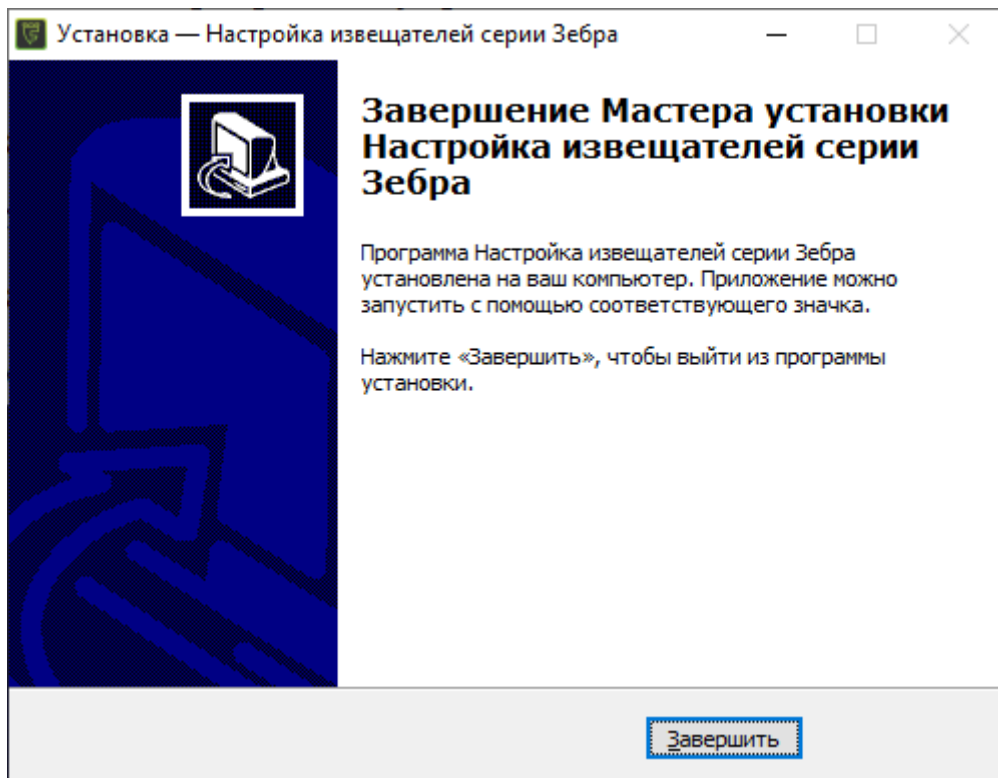 Установка — Настройка извещателей серии Зебра
Завершение Мастера установки
Настройка извещателей серии
Зебра
Программа Настройка извещателей серии Зебра
установлена на ваш компьютер. Приложение можно
запустить с помощью соответствующего значка.
Нажмите «Завершить», чтобы выйти из программы
установки.
Завершить